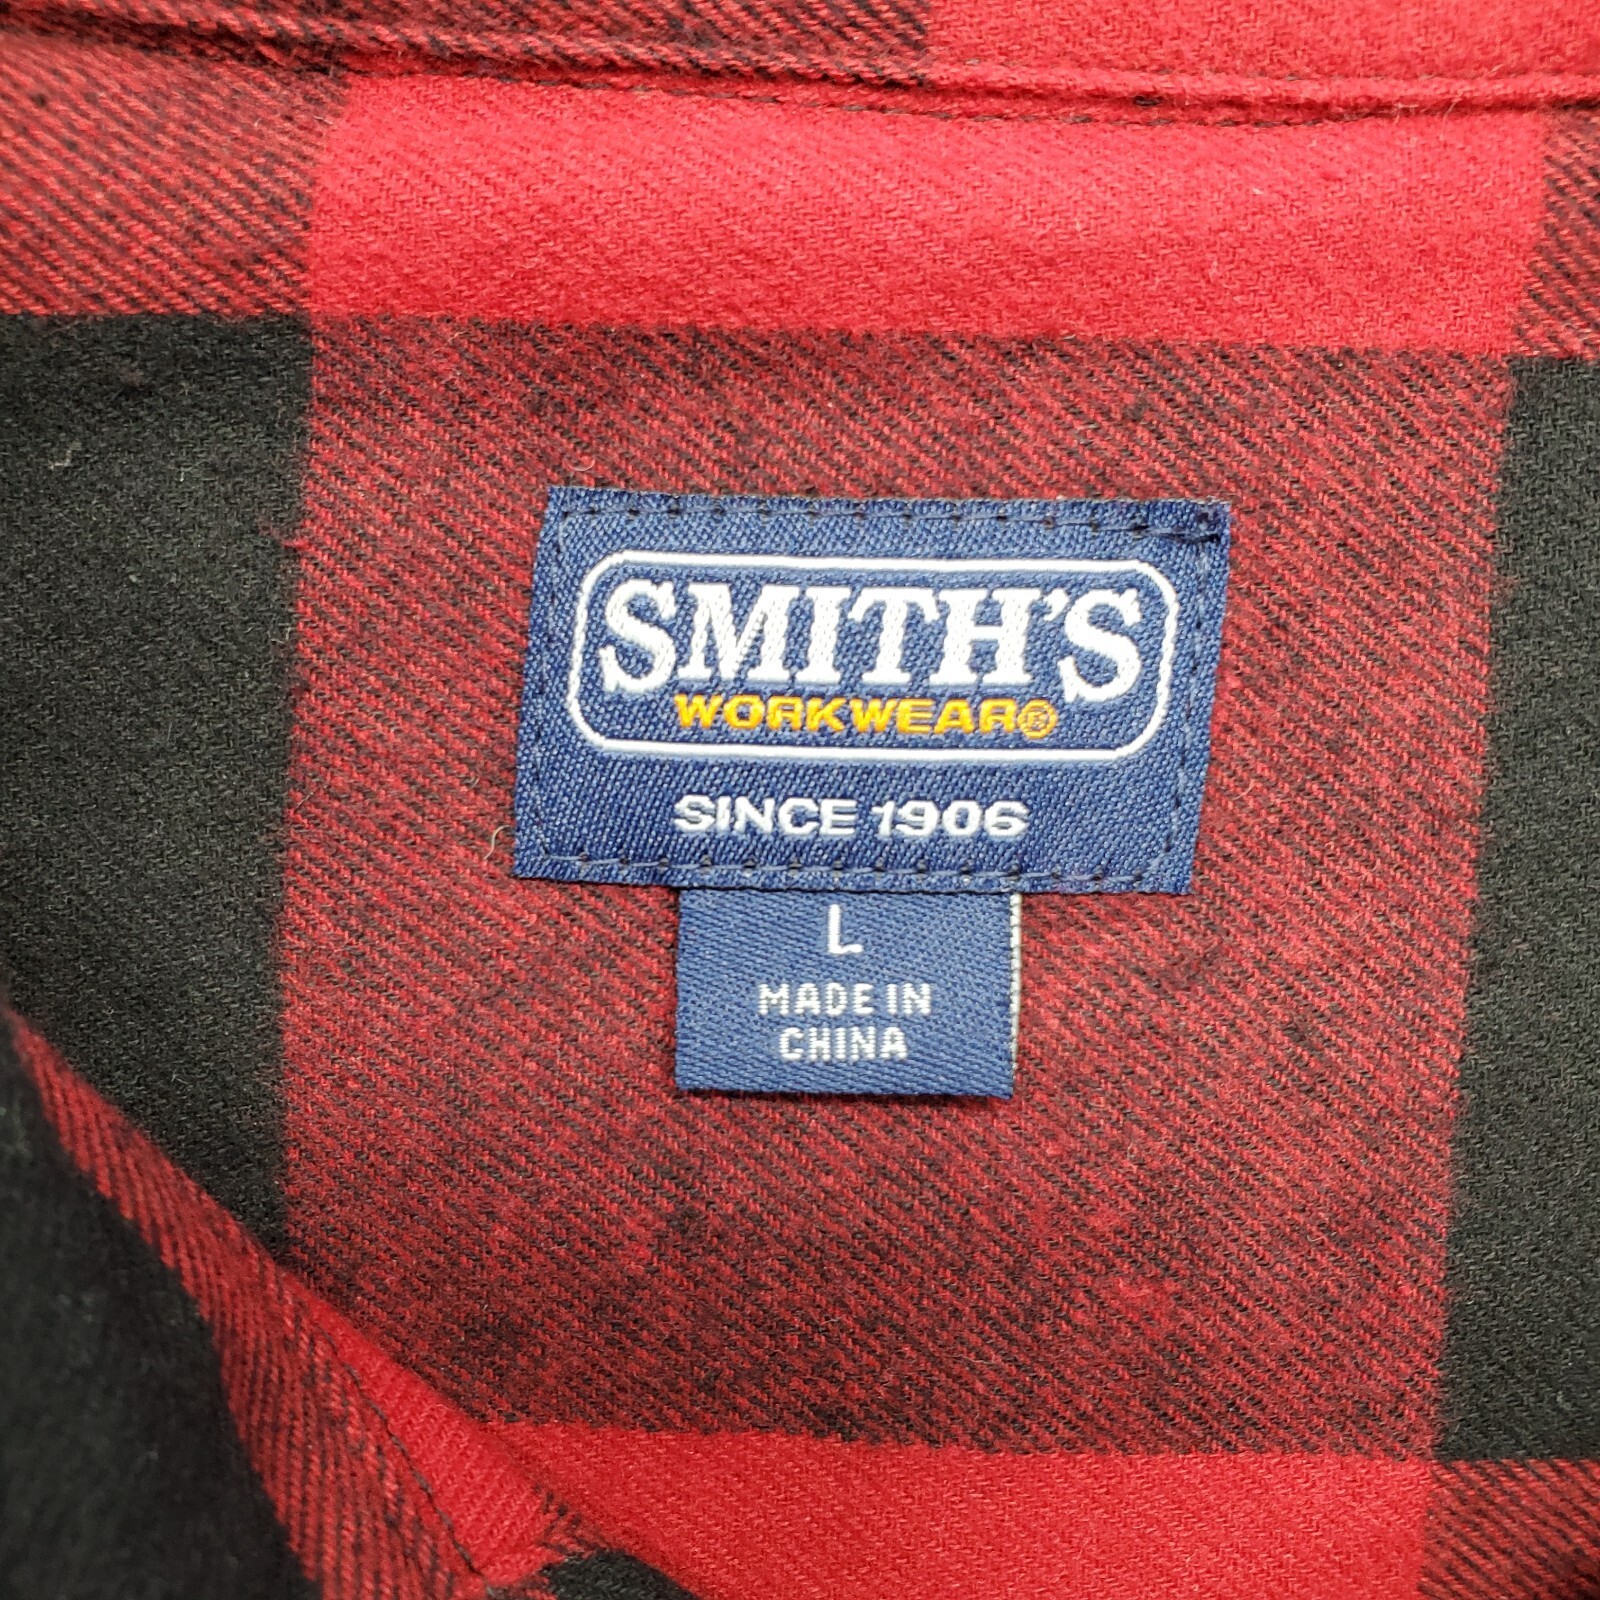 SMITH'S
WORKWEAR®
SINCE 1906
L
MADE IN
CHINA